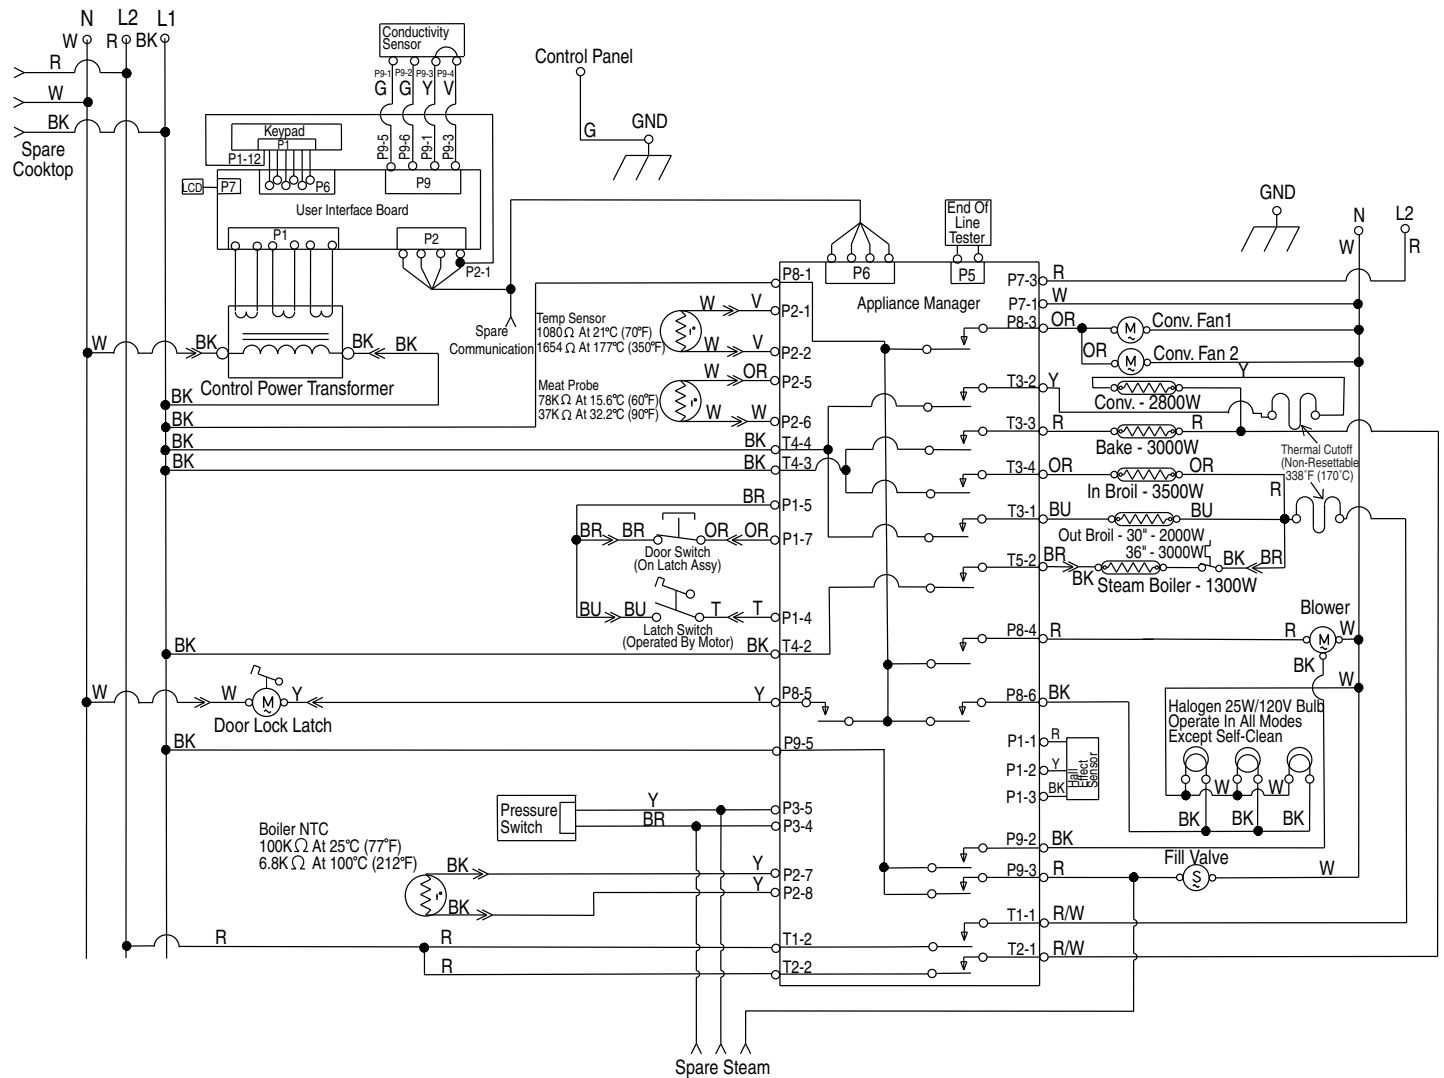 N L2 L1
W R BK
R
W
BK
Spare
Cooktop
Conductivity
Sensor
P9-1 P9-2 P9-3 P9-4
G G Y V
P9-5 P9-6 P9-1 P9-3
Keypad
P1
P1-12
LCD P7
P6
P9
User Interface Board
P1
P2
P2-1
Control Panel
G
GND
Spare
Communication
W BK BK BK
Control Power Transformer
BK
BK
BK
BK
Temp Sensor
1080 Ω At 21°C (70°F)
1654 Ω At 177°C (350°F)
W V
W V
Meat Probe
78K Ω At 15.6°C (60°F)
37K Ω At 32.2°C (90°F)
W OR
W W
BK
BK
P8-1
P2-1
P2-2
P2-5
P2-6
T4-4
T4-3
P1-5
P1-7
P1-4
T4-2
P8-5
P9-5
P3-5
P3-4
P2-7
P2-8
T1-2
T2-2
BR
BR BR OR OR
Door Switch
(On Latch Assy)
BU BU T T
Latch Switch
(Operated By Motor)
BK BK
W W M Y Y
Door Lock Latch
BK
Pressure
Switch
Y
BR
Boiler NTC
100K Ω At 25°C (77°F)
6.8K Ω At 100°C (212°F)
BK Y
BK Y
R R
R
Spare Steam
P6
End Of
Line
Tester
P5
Appliance Manager
P7-3
P7-1
P8-3
T3-2
T3-3
T3-4
T3-1
T5-2
P8-4
P8-6
P1-1
P1-2
P1-3
P9-2
P9-3
T1-1
T2-1
GND
N L2
W R
R
W
OR M Conv. Fan1
OR M Conv. Fan 2
Y Y
Conv. - 2800W
R R
Bake - 3000W
Thermal Cutoff
(Non-Resettable
338°F (170°C)
OR OR
In Broil - 3500W
R
BU BU
Out Broil - 30" - 2000W
36" - 3000W
BR BK BK BR
Steam Boiler - 1300W
Blower
R R M W
BK
BK
W
Halogen 25W/120V Bulb
Operate In All Modes
Except Self-Clean
W W
BK BK BK
R
Y
BK
Hall
Effect
Sensor
BK
Fill Valve
R S W
R/W
R/W